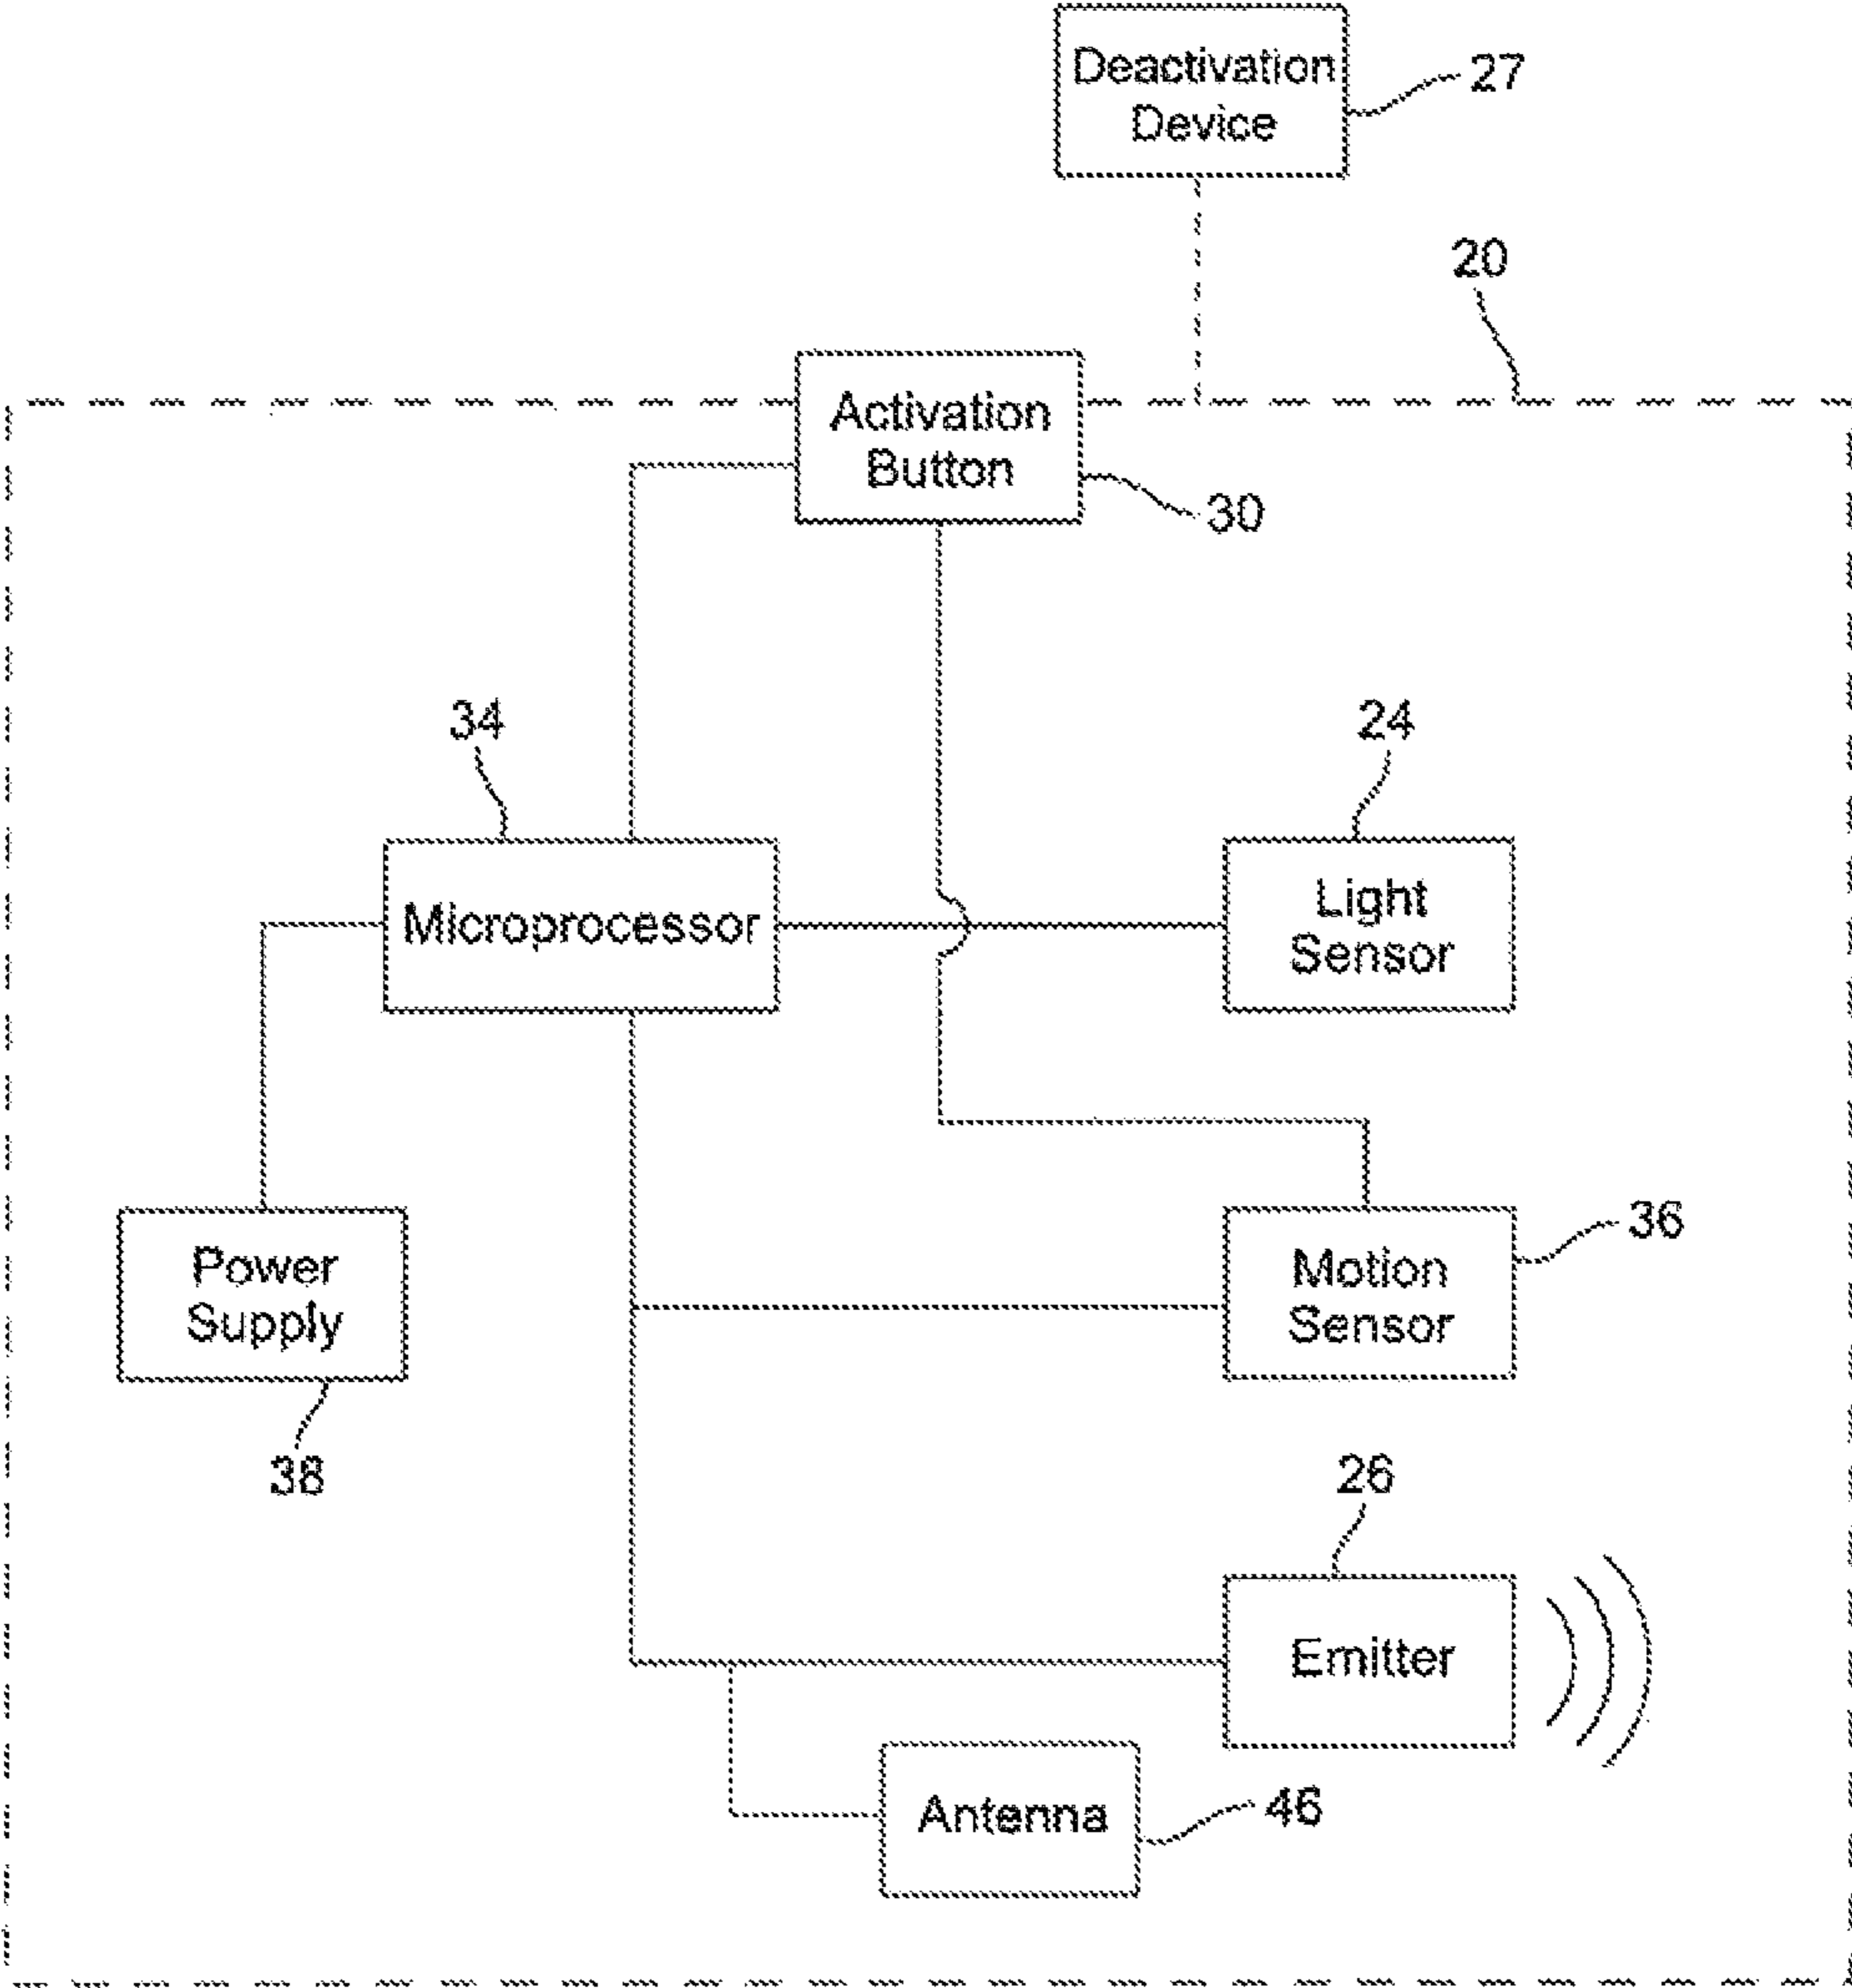 Deactivation
Device
27
20
Activation
Button
30
34
24
Microprocessor
Light
Sensor
36
Power
Supply
Motion
Sensor
38
26
Emitter
Antenna
46